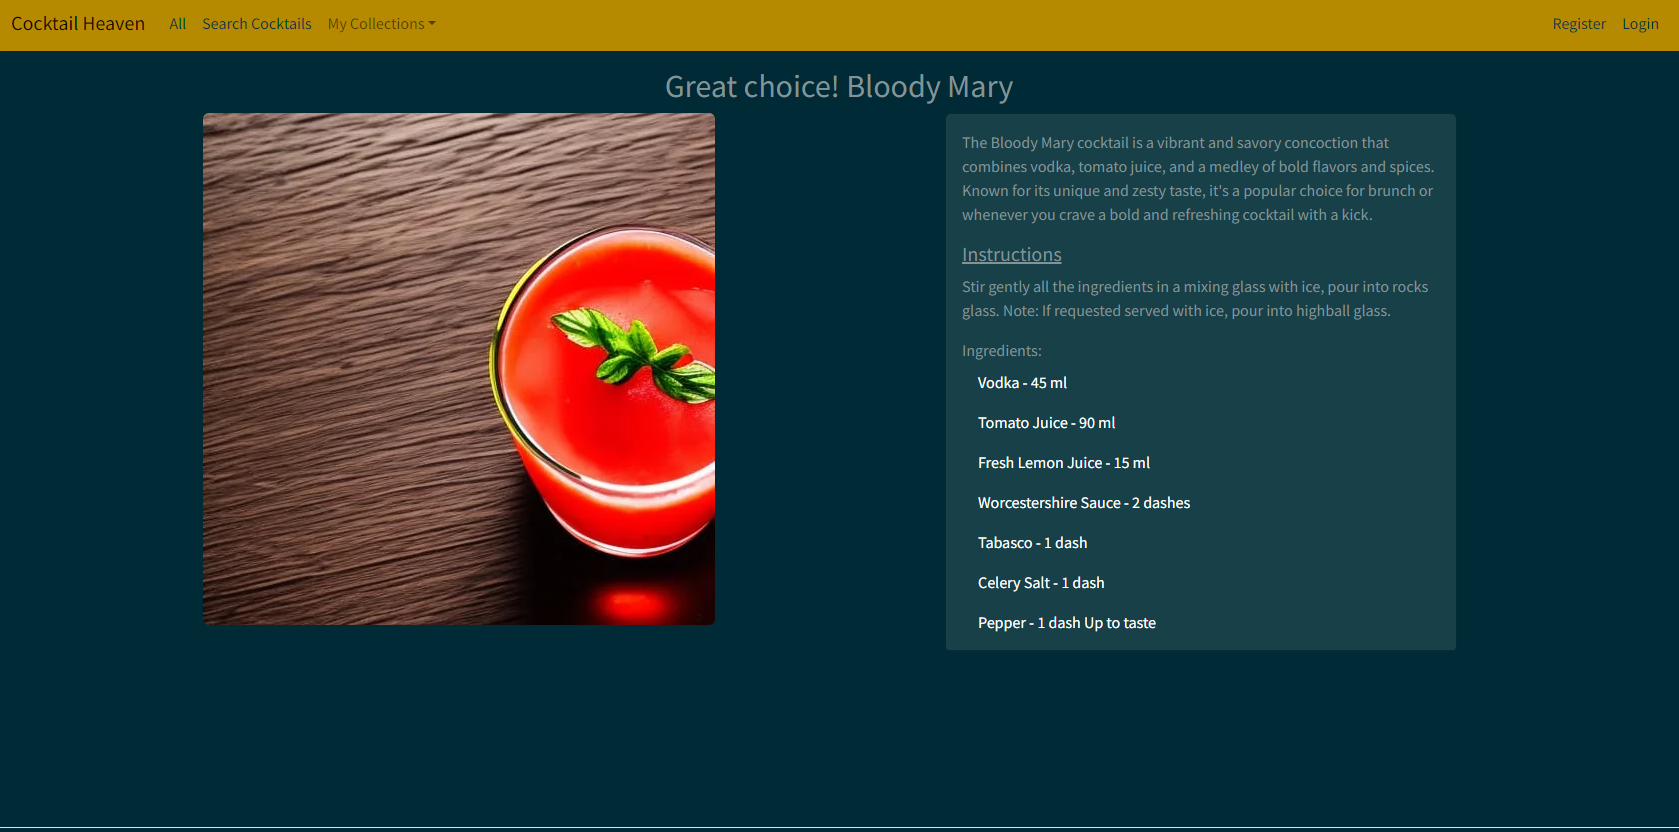 Cocktail Heaven All Search Cocktails My Collections Register Login
Great choice! Bloody Mary
The Bloody Mary cocktail is a vibrant and savory concoction that
combines vodka, tomato juice, and a medley of bold flavors and spices.
Known for its unique and zesty taste, it's a popular choice for brunch or
whenever you crave a bold and refreshing cocktail with a kick.
Instructions
Stir gently all the ingredients in a mixing glass with ice, pour into rocks
glass. Note: If requested served with ice, pour into highball glass.
Ingredients:
Vodka - 45 ml
Tomato Juice - 90 ml
Fresh Lemon Juice - 15 ml
Worcestershire Sauce - 2 dashes
Tabasco - 1 dash
Celery Salt - 1 dash
Pepper - 1 dash Up to taste